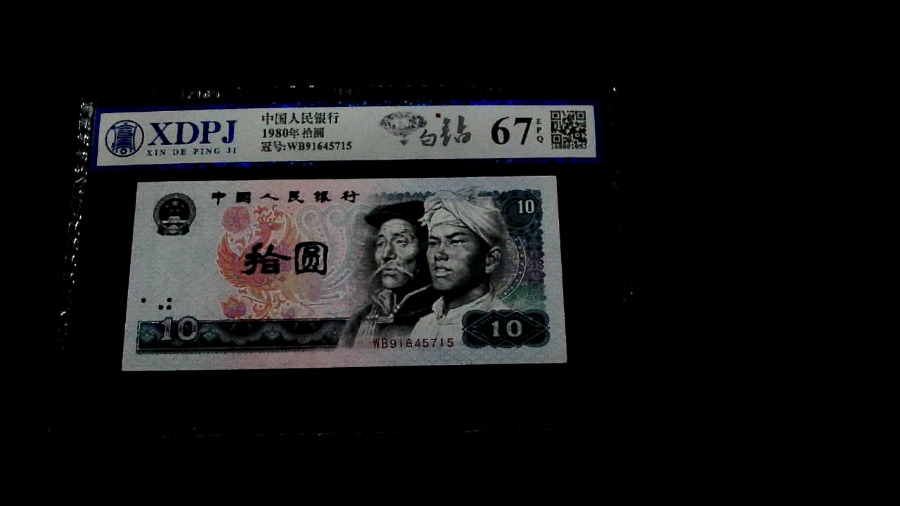 XDPJ
XIN DE PING JI
中国人民银行
1980年拾圆
冠号:WB91645715
白钻
67
EPQ
中国人民银行
10
拾圆
10
WB91645715
10